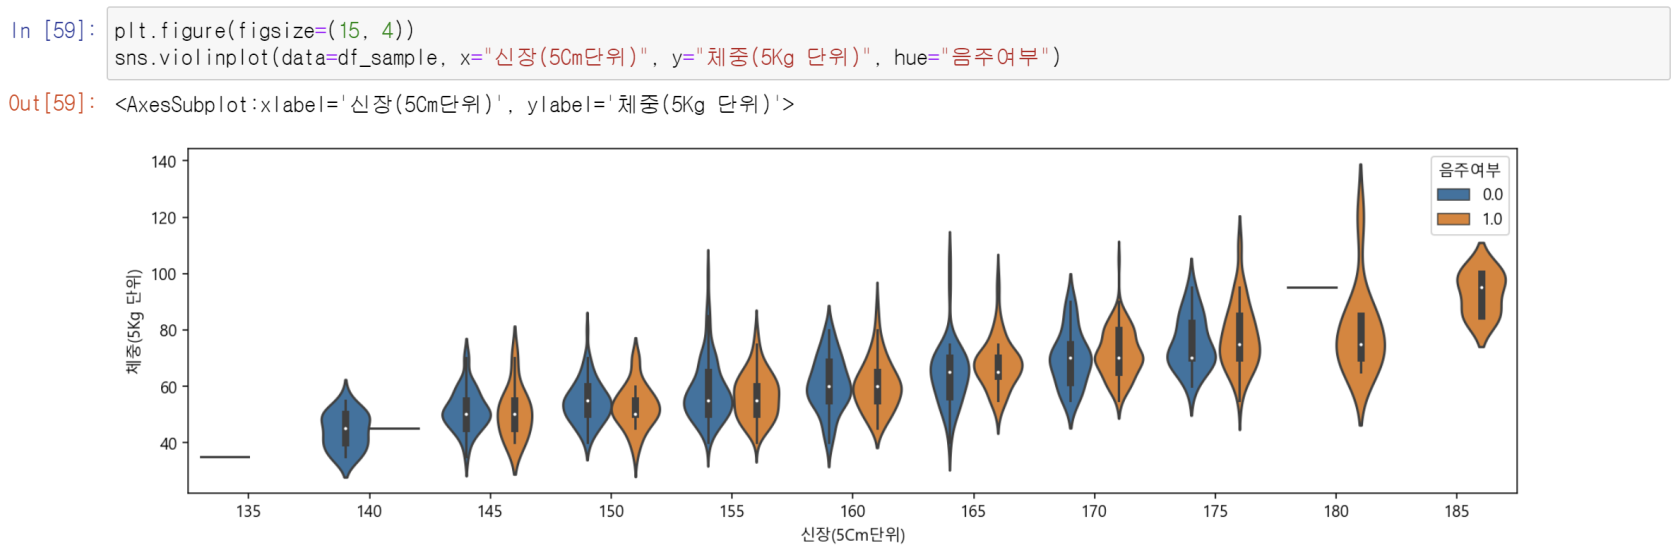 In [59]: plt.figure(figsize=(15, 4))
sns.violinplot(data=df_sample, x="신장(5Cm단위)", y="체중(5Kg 단위)", hue="음주여부")
Out[59]: <AxesSubplot:xlabel='신장(5Cm단위)', ylabel='체중(5Kg 단위)'>
음주여부
0.0
1.0
140
120
100
80
60
40
체중(5Kg 단위)
135 140 145 150 155 160 165 170 175 180 185
신장(5Cm단위)